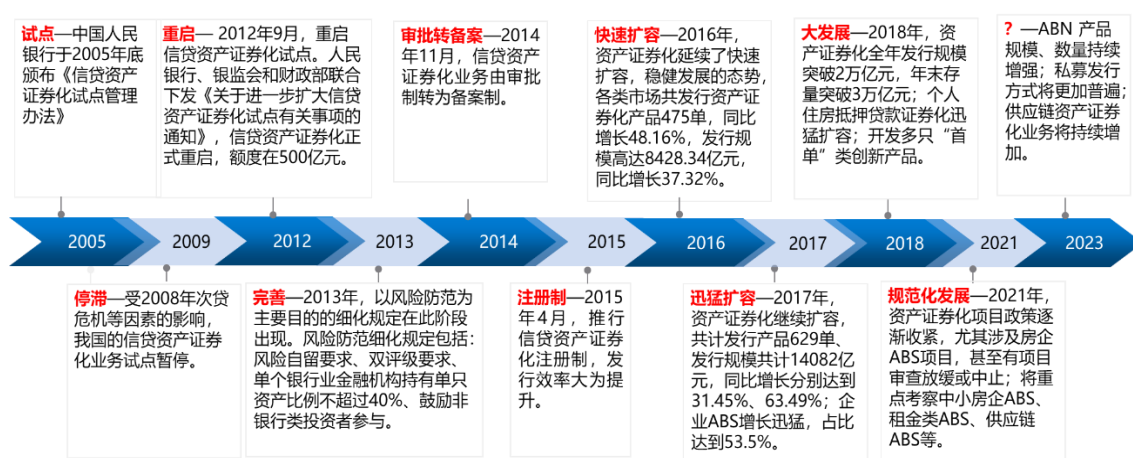 试点—中国人民
银行于2005年底
颁布《信贷资产
证券化试点管理
办法》
重启— 2012年9月，重启
信贷资产证券化试点。人民
银行、银监会和财政部联合
下发《关于进一步扩大信贷
资产证券化试点有关事项的
通知》，信贷资产证券化正
式重启，额度在500亿元。
审批转备案—2014
年11月，信贷资产
证券化业务由审批
制转为备案制。
快速扩容—2016年，
资产证券化延续了快速
扩容，稳健发展的态势，
各类市场共发行资产证
券化产品475单，同比
增长48.16%，发行规
模高达8428.34亿元，
同比增长37.32%。
大发展—2018年，资
产证券化全年发行规模
突破2万亿元，年末存
量突破3万亿元；个人
住房抵押贷款证券化迅
猛扩容；开发多只“首
单”类创新产品。
？—ABN 产品
规模、数量持续
增强；私募发行
方式将更加普遍；
供应链资产证券
化业务将持续增
加。
2005
2009
2012
2013
2014
2015
2016
2017
2018
2021
2023
停滞—受2008年次贷
危机等因素的影响，
我国的信贷资产证券
化业务试点暂停。
完善—2013年，以风险防范为
主要目的的细化规定在此阶段
出现。风险防范细化规定包括：
风险自留要求、双评级要求、
单个银行业金融机构持有单只
资产比例不超过40%、鼓励非
银行类投资者参与。
注册制—2015
年4月，推行
信贷资产证券
化注册制，发
行效率大为提
升。
迅猛扩容—2017年，
资产证券化继续扩容，
共计发行产品629单、
发行规模共计14082亿
元，同比增长分别达到
31.45%、63.49%；企
业ABS增长迅猛，占比
达到53.5%。
规范化发展—2021年，
资产证券化项目政策逐
渐收紧，尤其涉及房企
ABS项目，甚至有项目
审查放缓或中止；将重
点考察中小房企ABS、
租金类ABS、供应链
ABS等。